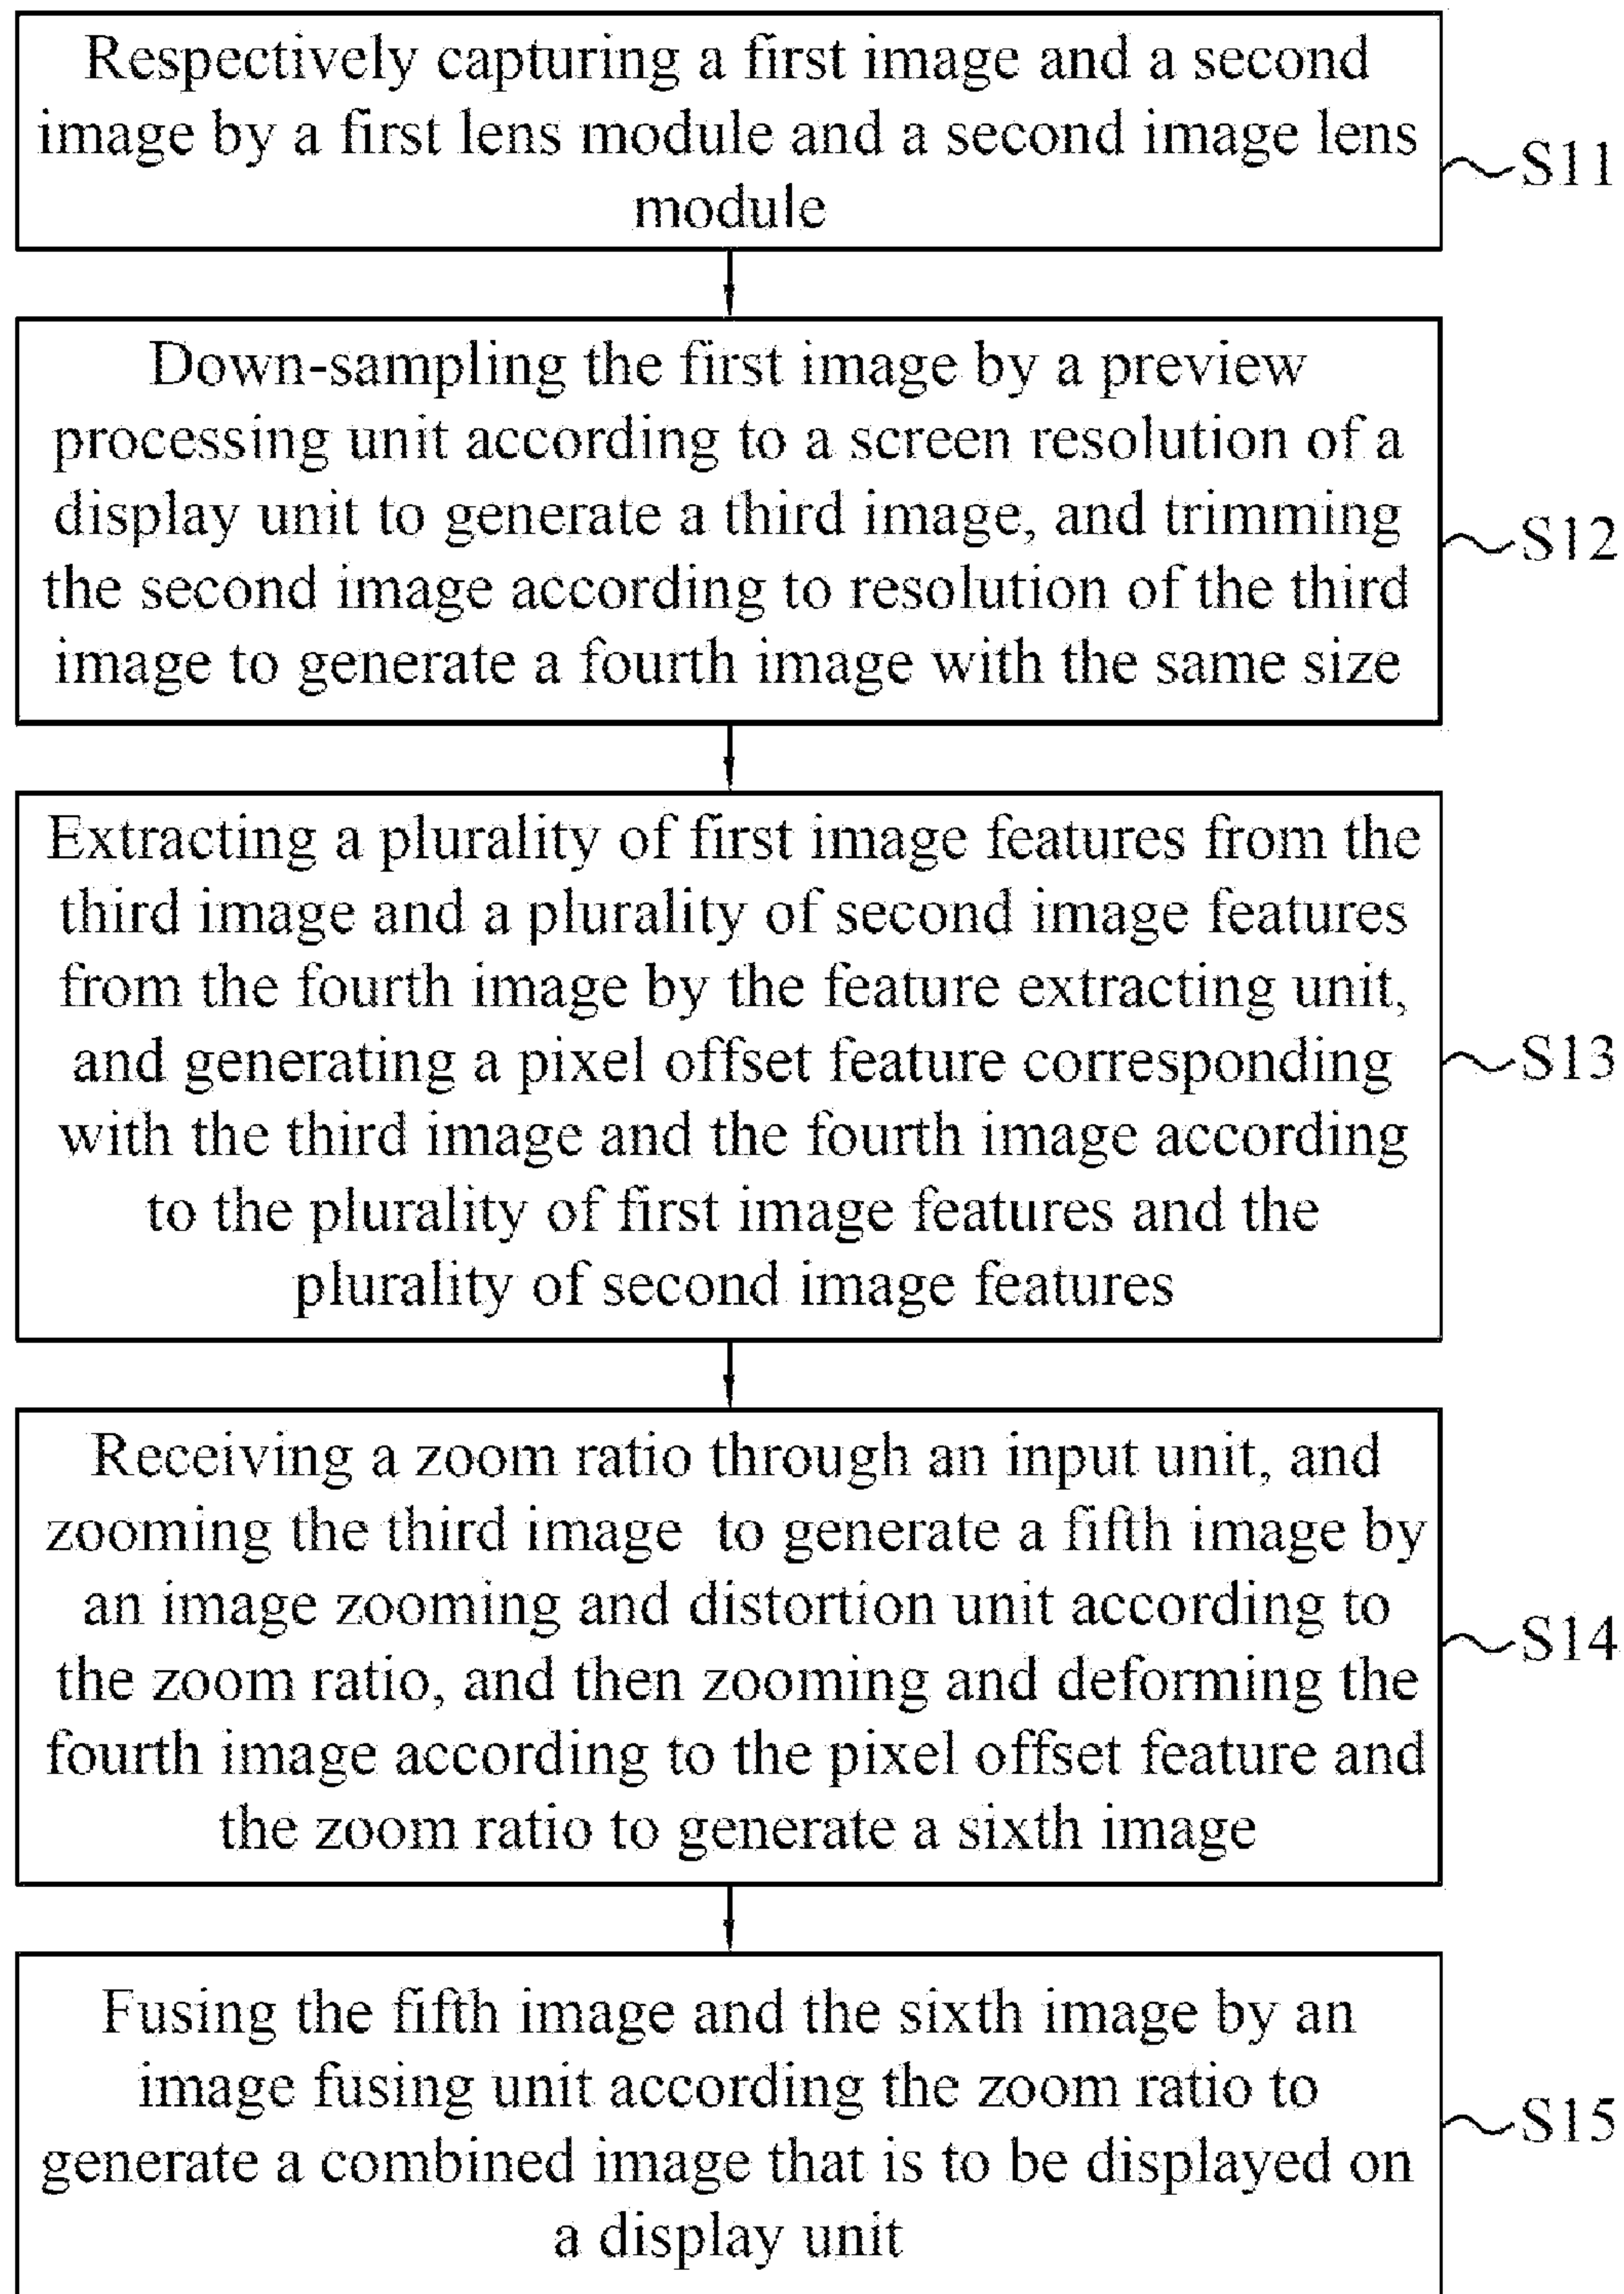 Respectively capturing a first image and a second
image by a first lens module and a second image lens
module
S11
Down-sampling the first image by a preview
processing unit according to a screen resolution of a
display unit to generate a third image, and trimming
the second image according to resolution of the third
image to generate a fourth image with the same size
S12
Extracting a plurality of first image features from the
third image and a plurality of second image features
from the fourth image by the feature extracting unit,
and generating a pixel offset feature corresponding
with the third image and the fourth image according
to the plurality of first image features and the
plurality of second image features
S13
Receiving a zoom ratio through an input unit, and
zooming the third image to generate a fifth image by
an image zooming and distortion unit according to
the zoom ratio, and then zooming and deforming the
fourth image according to the pixel offset feature and
the zoom ratio to generate a sixth image
S14
Fusing the fifth image and the sixth image by an
image fusing unit according the zoom ratio to
generate a combined image that is to be displayed on
a display unit
S15